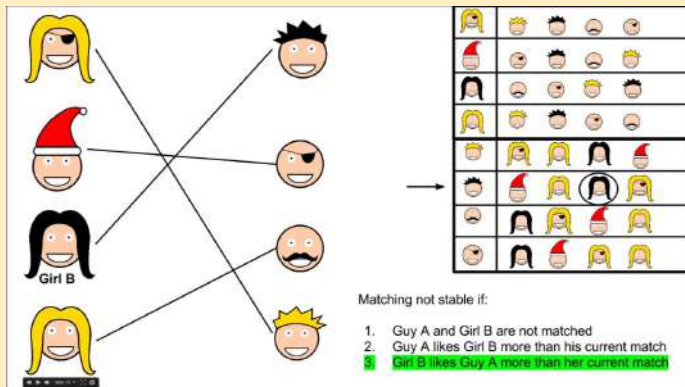 Girl B
Matching not stable if:
1. Guy A and Girl B are not matched
2. Guy A likes Girl B more than his current match
3. Girl B likes Guy A more than her current match